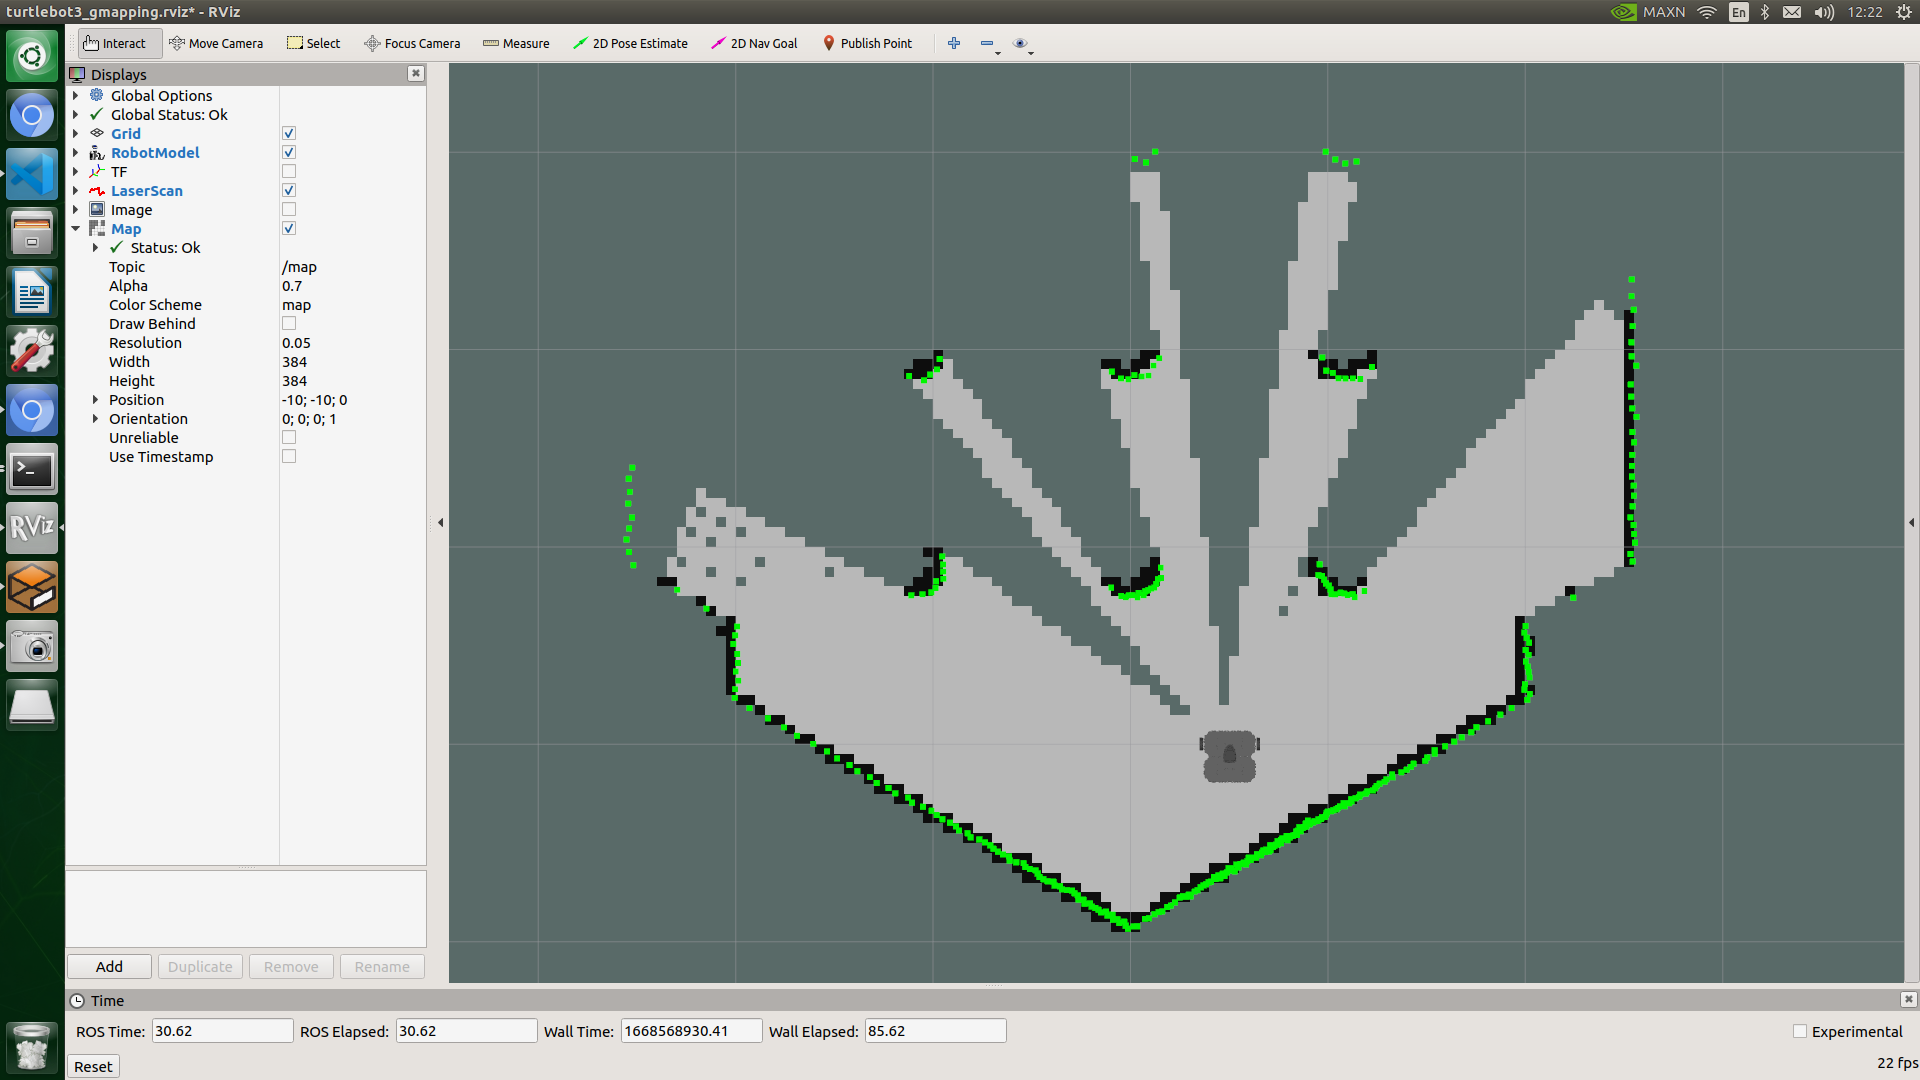 turtlebot3_gmapping.rviz* - RViz
MAXN En 12:22
Interact Move Camera Select Focus Camera Measure 2D Pose Estimate 2D Nav Goal Publish Point
Displays
Global Options
Global Status: Ok
Grid
RobotModel
TF
LaserScan
Image
Map
Status: Ok
Topic /map
Alpha 0.7
Color Scheme map
Draw Behind
Resolution 0.05
Width 384
Height 384
Position -10; -10; 0
Orientation 0; 0; 0; 1
Unreliable
Use Timestamp
RViz
Add Duplicate Remove Rename
Time
ROS Time: 30.62 ROS Elapsed: 30.62 Wall Time: 1668568930.41 Wall Elapsed: 85.62 Experimental
Reset 22 fps